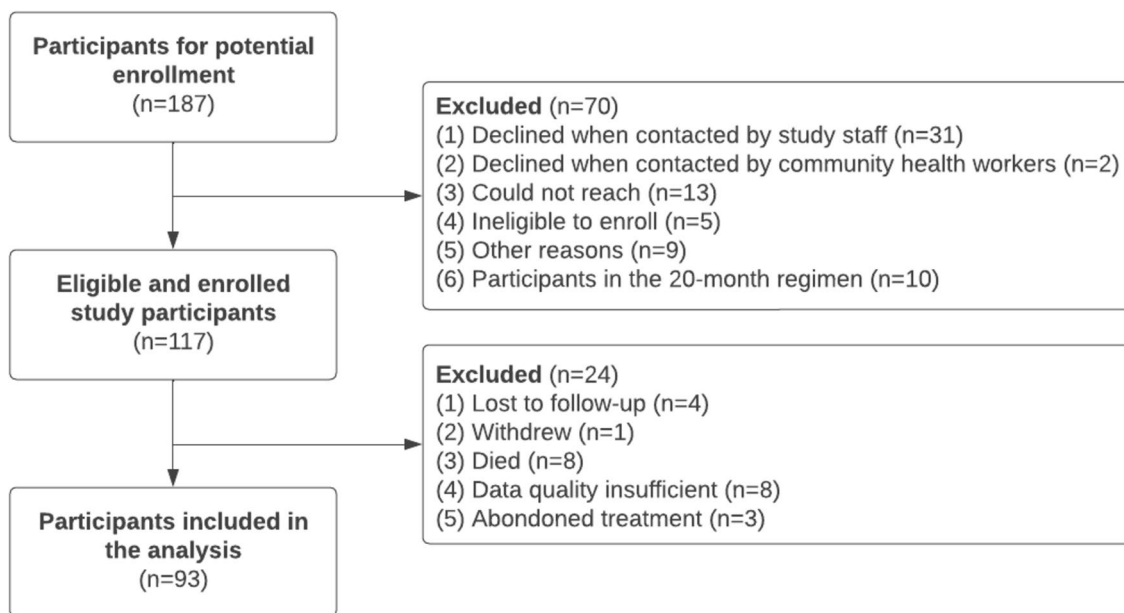 Participants for potential
enrollment
(n=187)
Excluded (n=70)
(1) Declined when contacted by study staff (n=31)
(2) Declined when contacted by community health workers (n=2)
(3) Could not reach (n=13)
(4) Ineligible to enroll (n=5)
(5) Other reasons (n=9)
(6) Participants in the 20-month regimen (n=10)
Eligible and enrolled
study participants
(n=117)
Excluded (n=24)
(1) Lost to follow-up (n=4)
(2) Withdrew (n=1)
(3) Died (n=8)
(4) Data quality insufficient (n=8)
(5) Abondoned treatment (n=3)
Participants included in
the analysis
(n=93)